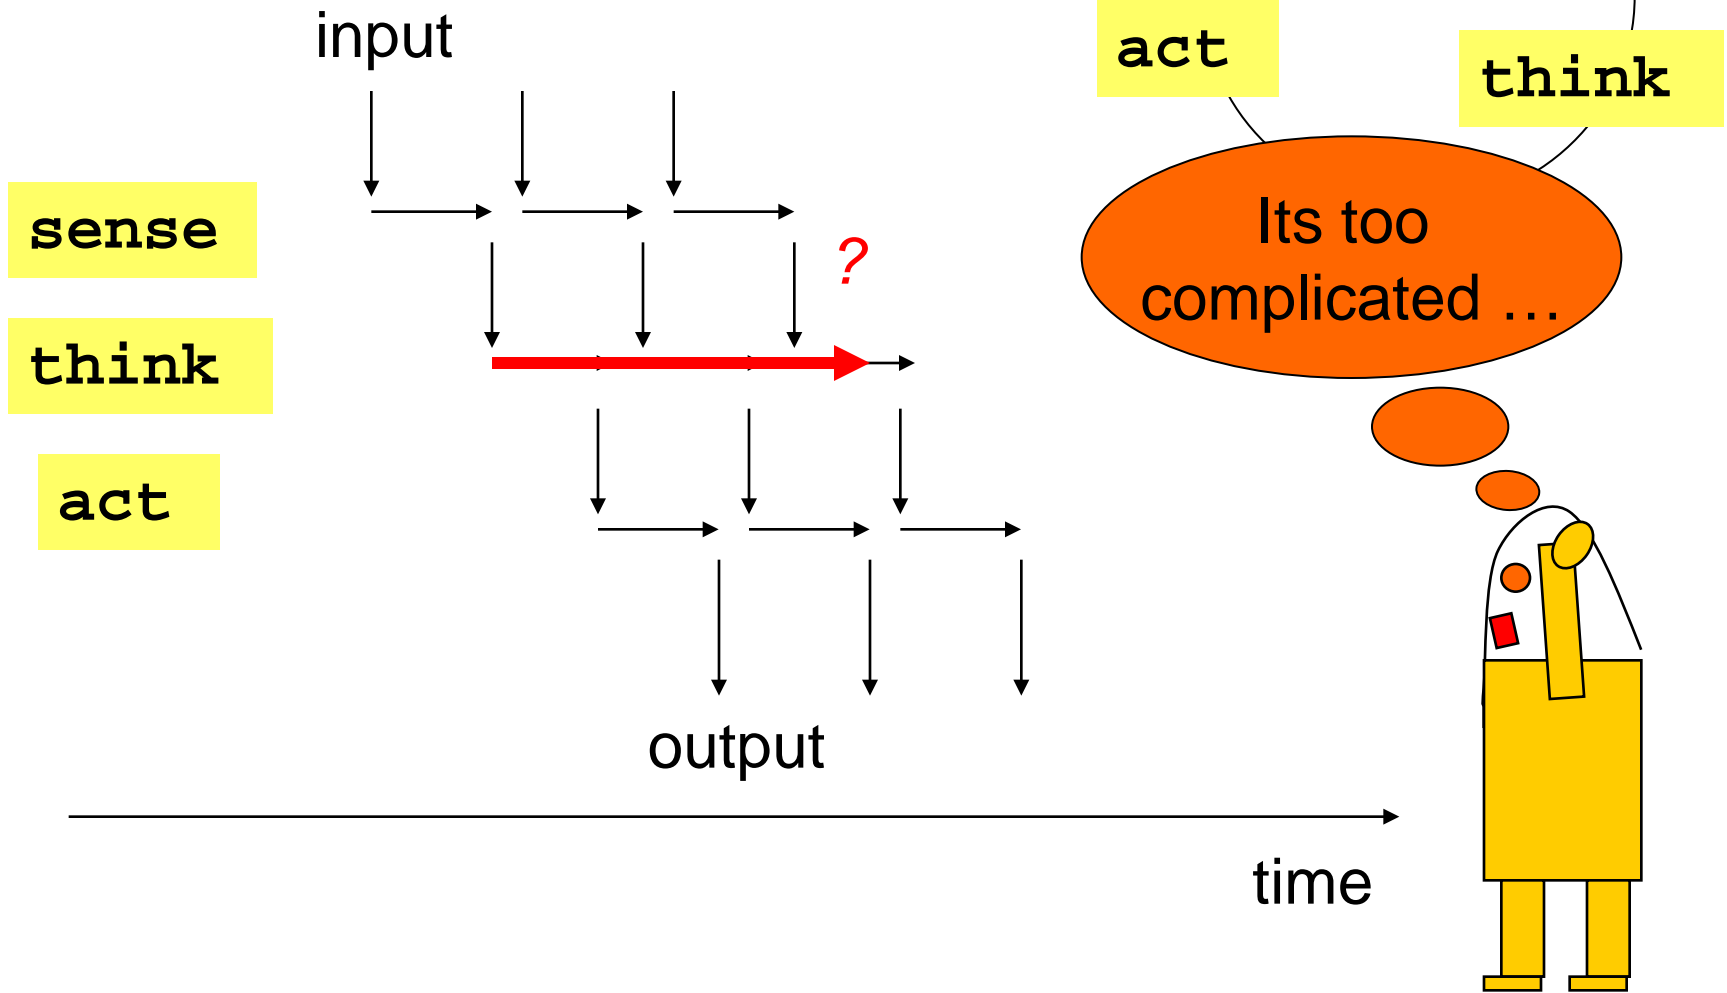 input
act
think
sense
?
Its too
complicated …
think
act
output
time